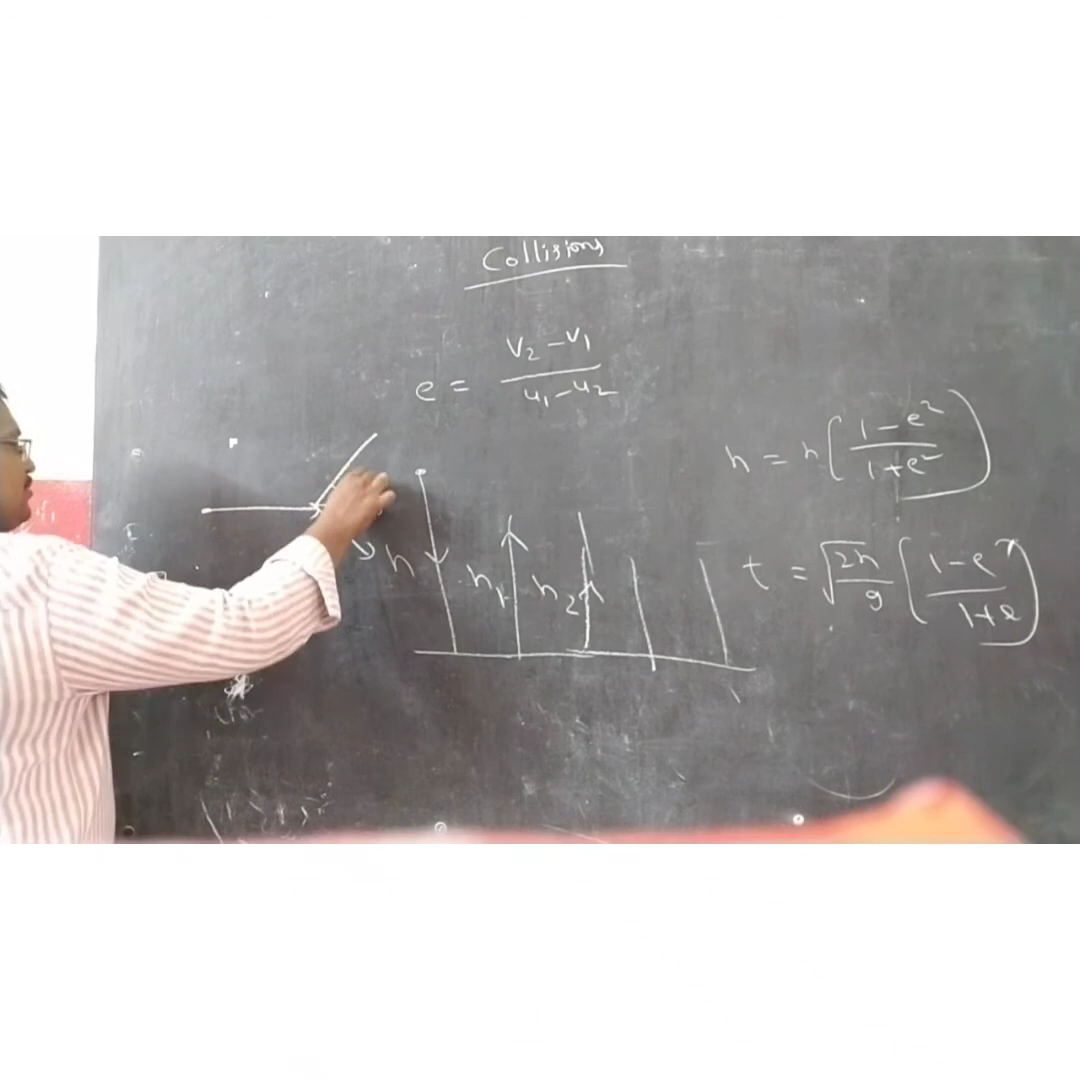 Collisions
e = (v₂ - v₁) / (u₁ - u₂)
h = h ( (1 - e²) / (1 + e²) )
h h₁ h₂
t = √(2h / g) ( (1 - e) / (1 + e) )